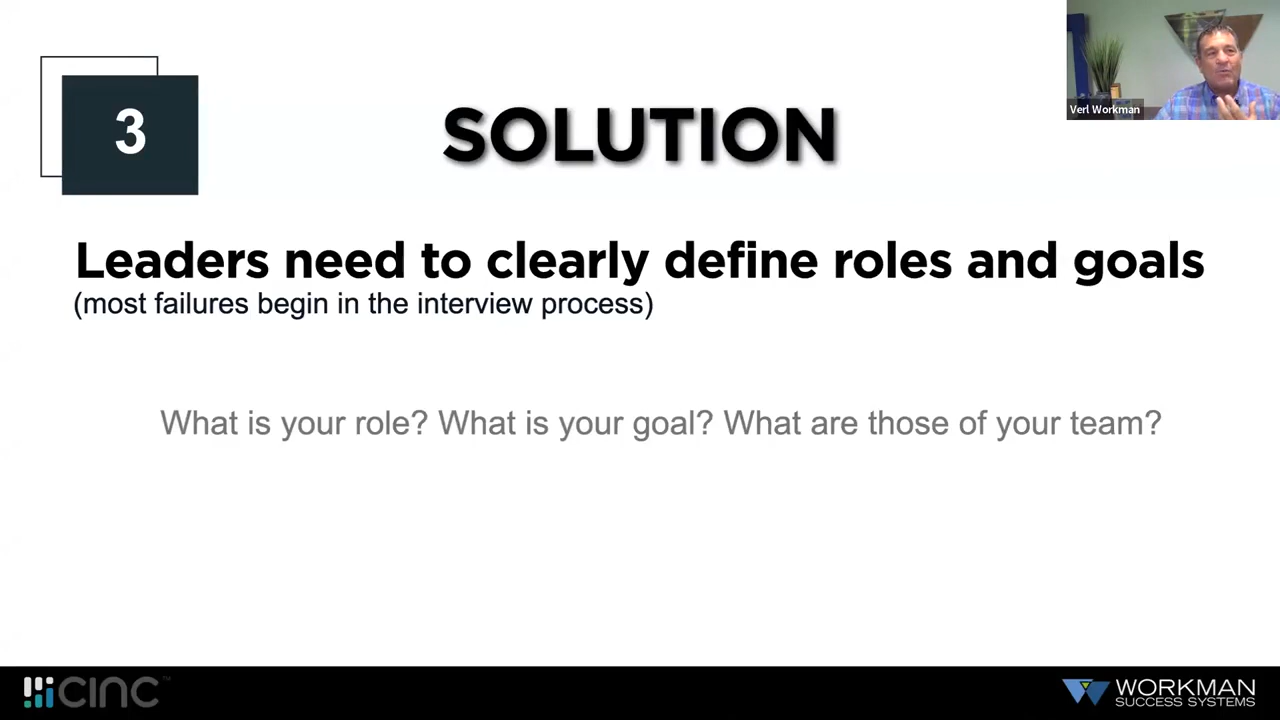 3
SOLUTION
Verl Workman
Leaders need to clearly define roles and goals
(most failures begin in the interview process)
What is your role? What is your goal? What are those of your team?
CINC™
WORKMAN
SUCCESS SYSTEMS